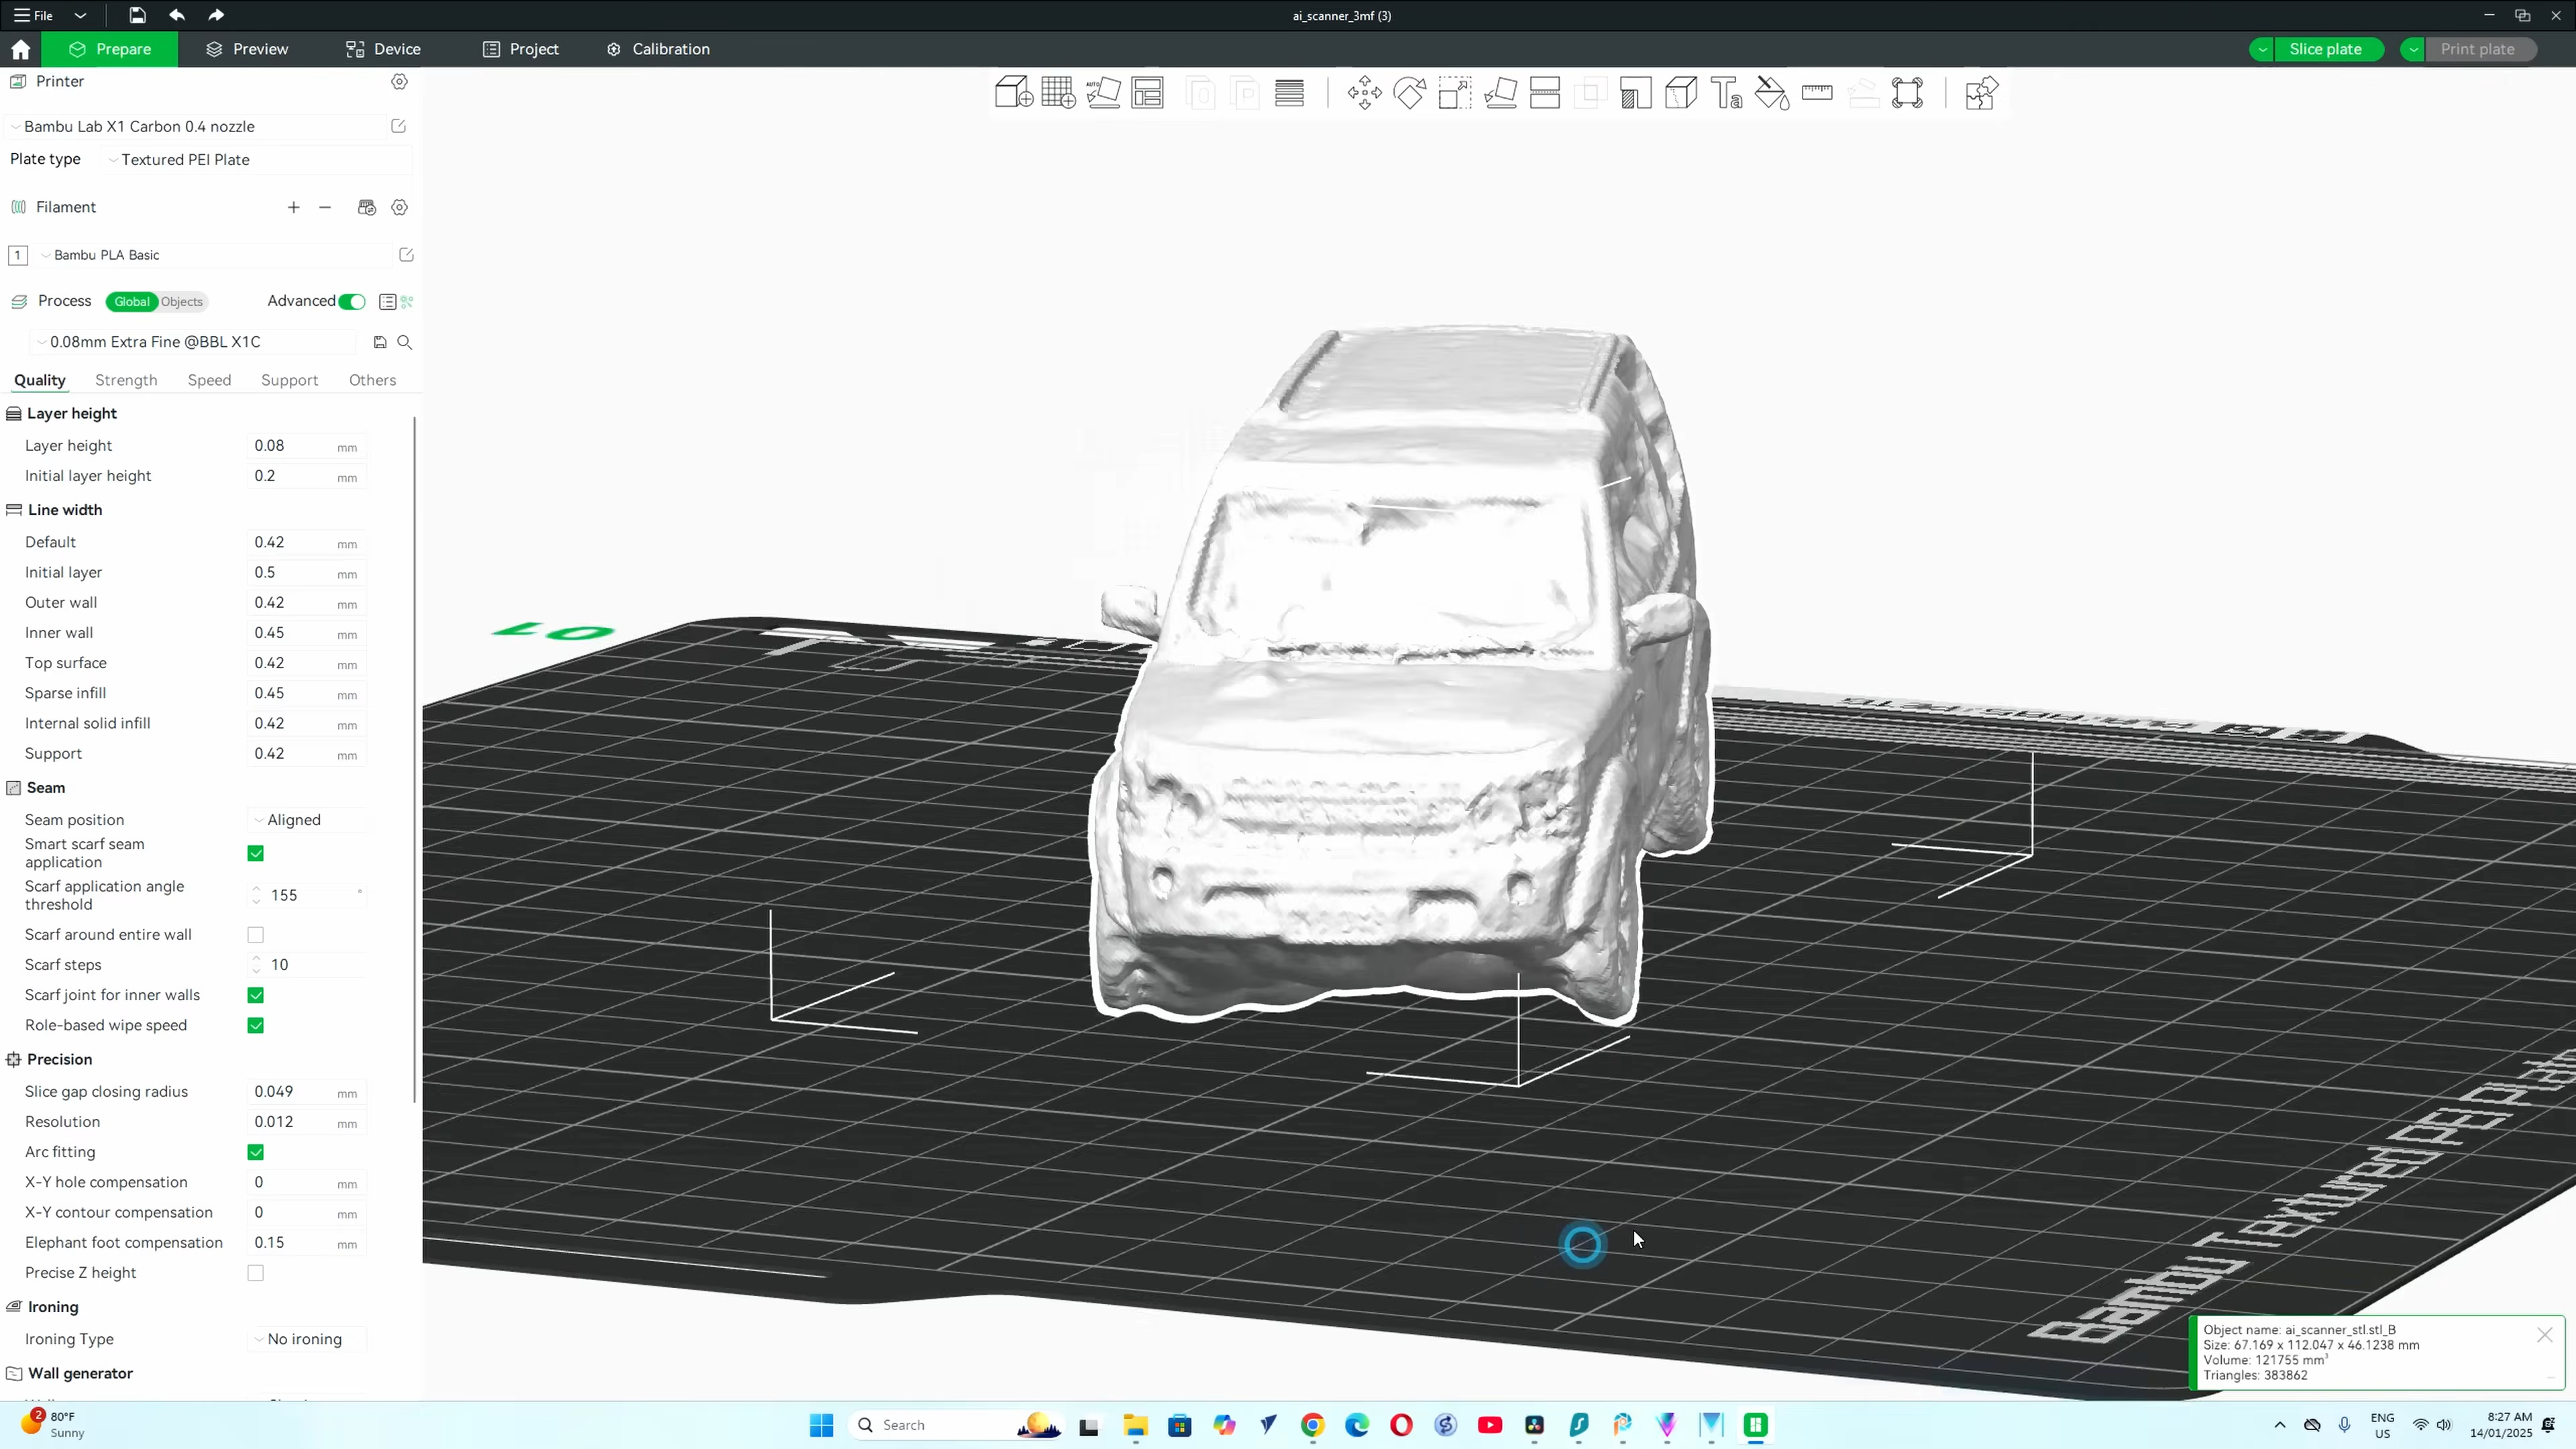 File
ai_scanner_3mf (3)
Prepare
Preview
Device
Project
Calibration
Slice plate
Print plate
Printer
Bambu Lab X1 Carbon 0.4 nozzle
Plate type
Textured PEI Plate
Filament
1
Bambu PLA Basic
Process
Global
Objects
Advanced
0.08mm Extra Fine @BBL X1C
Quality
Strength
Speed
Support
Others
Layer height
Layer height 0.08 mm
Initial layer height 0.2 mm
Line width
Default 0.42 mm
Initial layer 0.5 mm
Outer wall 0.42 mm
Inner wall 0.45 mm
Top surface 0.42 mm
Sparse infill 0.45 mm
Internal solid infill 0.42 mm
Support 0.42 mm
Seam
Seam position Aligned
Smart scarf seam
application
Scarf application angle
threshold
155 °
Scarf around entire wall
Scarf steps 10
Scarf joint for inner walls
Role-based wipe speed
Precision
Slice gap closing radius 0.049 mm
Resolution 0.012 mm
Arc fitting
X-Y hole compensation 0 mm
X-Y contour compensation 0 mm
Elephant foot compensation 0.15 mm
Precise Z height
Ironing
Ironing Type No ironing
Wall generator
01
Bambu Textured PEI
Object name: ai_scanner_stl.stl_B
Size: 67.169 x 112.047 x 46.1238 mm
Volume: 121755 mm³
Triangles: 383862
2
80°F
Sunny
Search
ENG
US
8:27 AM
14/01/2025